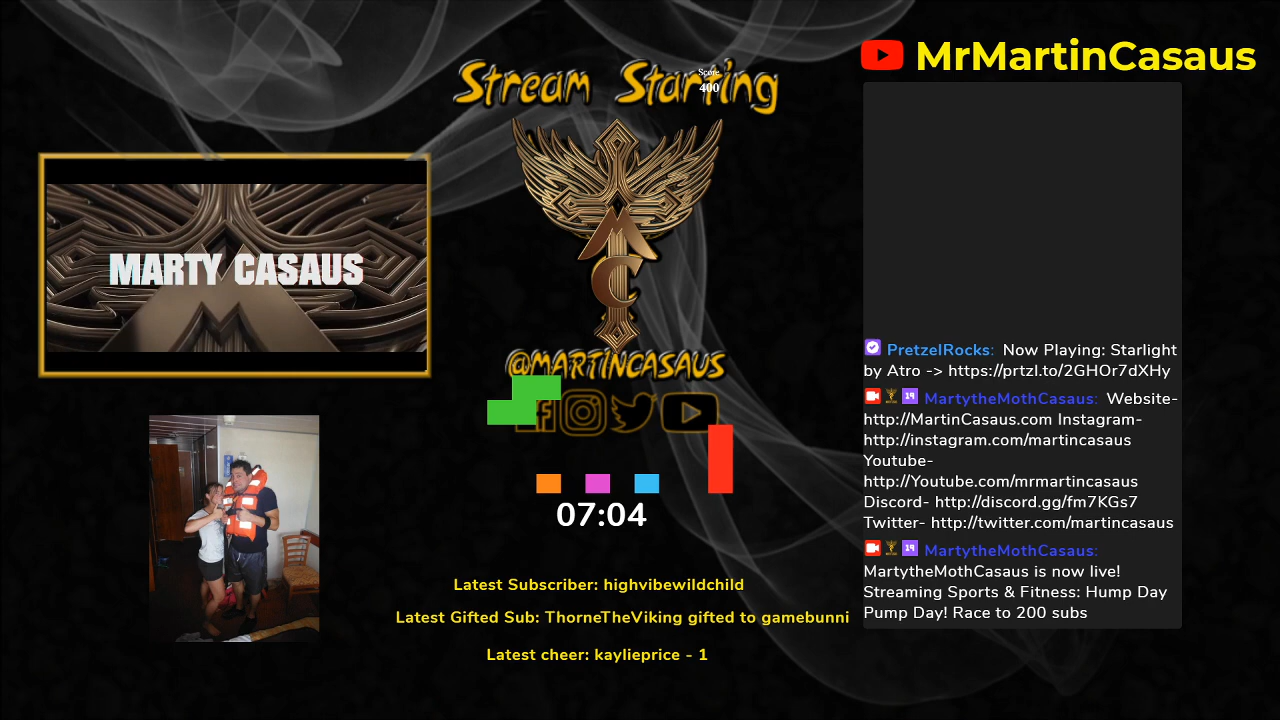 MrMartinCasaus
Stream Starting
Score
400
MARTY CASAUS
M
C
@MARTINCASAUS
07:04
Latest Subscriber: highvibewildchild
Latest Gifted Sub: ThorneTheViking gifted to gamebunni
Latest cheer: kaylieprice - 1
PretzelRocks: Now Playing: Starlight
by Atro -> https://prtzl.to/2GHOr7dXHy
19 MartytheMothCasaus: Website-
http://MartinCasaus.com Instagram-
http://instagram.com/martincasaus
Youtube-
http://Youtube.com/mrmartincasaus
Discord- http://discord.gg/fm7KGs7
Twitter- http://twitter.com/martincasaus
19 MartytheMothCasaus:
MartytheMothCasaus is now live!
Streaming Sports & Fitness: Hump Day
Pump Day! Race to 200 subs